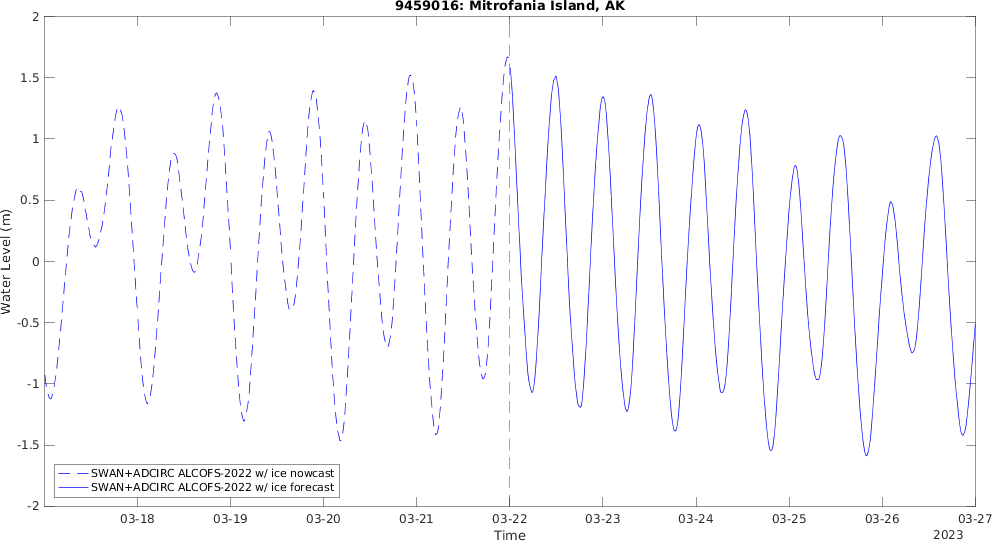 9459016: Mitrofania Island, AK
2
1.5
1
0.5
0
-0.5
-1
-1.5
-2
Water Level (m)
SWAN+ADCIRC ALCOFS-2022 w/ ice nowcast
SWAN+ADCIRC ALCOFS-2022 w/ ice forecast
03-18 03-19 03-20 03-21 03-22 03-23 03-24 03-25 03-26 03-27
Time
2023